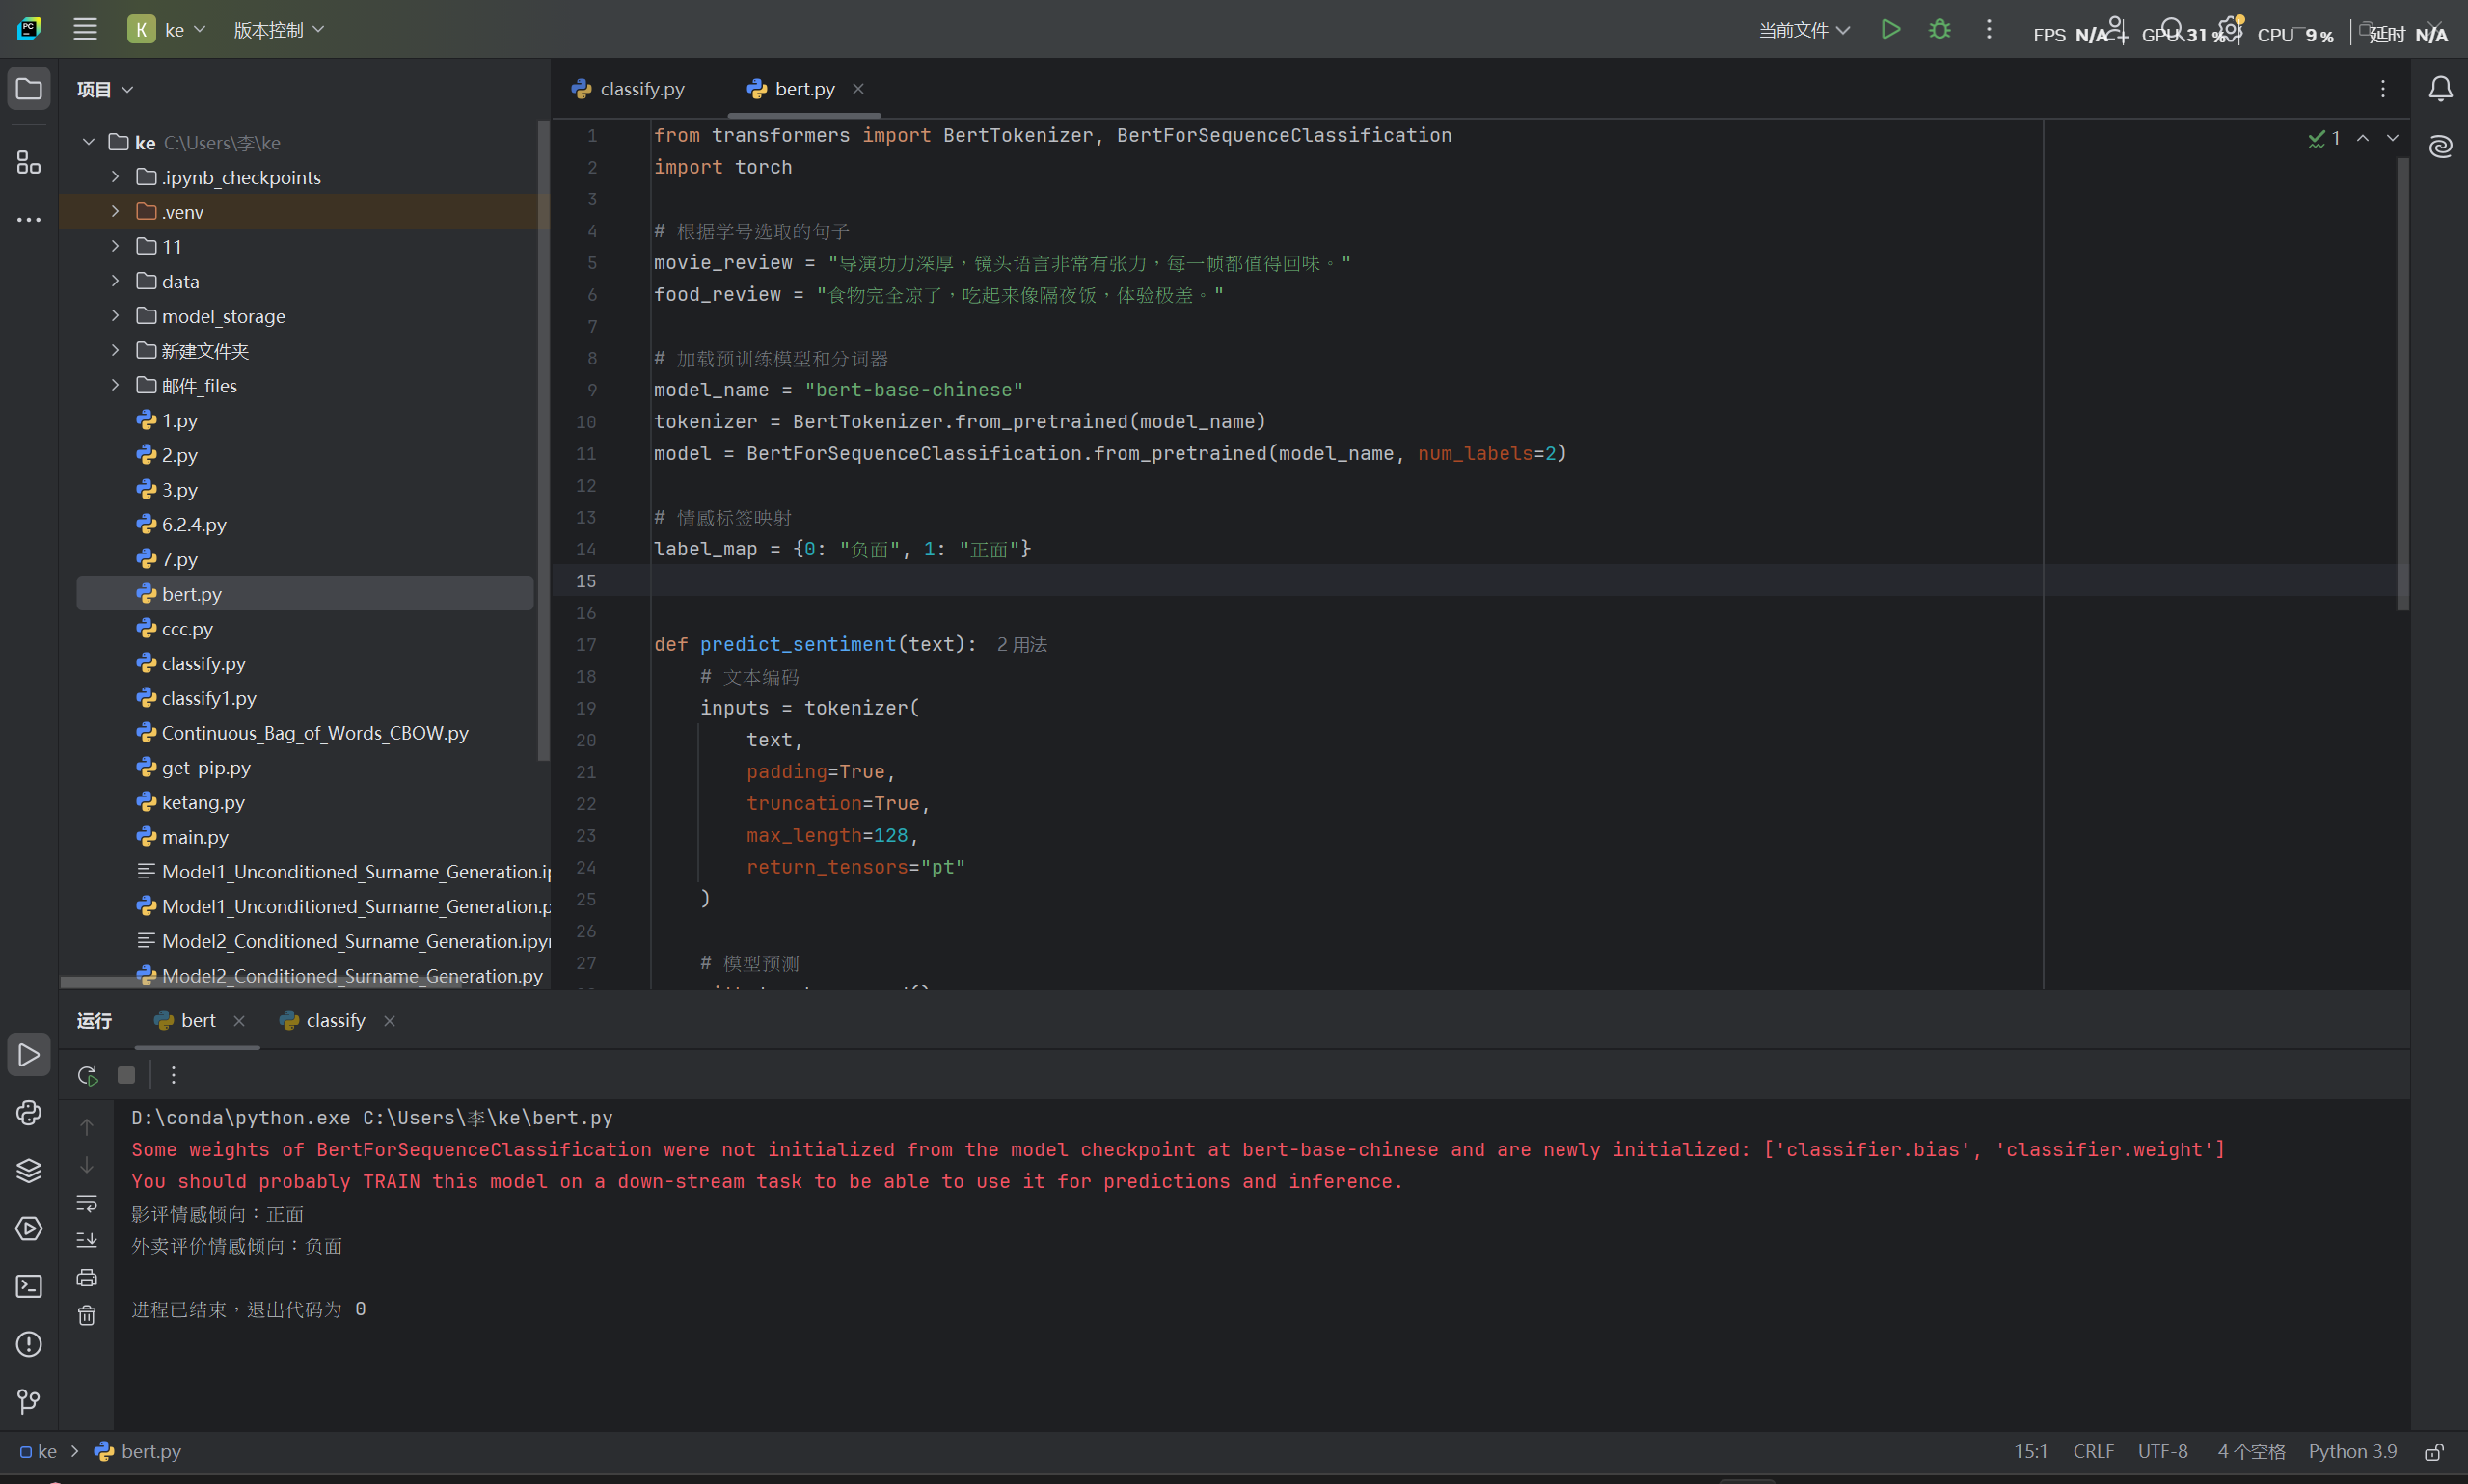 PC
K ke 版本控制
当前文件
FPS N/A GPU 31 % CPU 9 % 延时 N/A
项目
classify.py
bert.py
ke C:\Users\李\ke
.ipynb_checkpoints
.venv
11
data
model_storage
新建文件夹
邮件_files
1.py
2.py
3.py
6.2.4.py
7.py
bert.py
ccc.py
classify.py
classify1.py
Continuous_Bag_of_Words_CBOW.py
get-pip.py
ketang.py
main.py
Model1_Unconditioned_Surname_Generation.ip
Model1_Unconditioned_Surname_Generation.p
Model2_Conditioned_Surname_Generation.ipyn
Model2_Conditioned_Surname_Generation.py
1 from transformers import BertTokenizer, BertForSequenceClassification
1
2 import torch
3
4 # 根据学号选取的句子
5 movie_review = "导演功力深厚，镜头语言非常有张力，每一帧都值得回味。"
6 food_review = "食物完全凉了，吃起来像隔夜饭，体验极差。"
7
8 # 加载预训练模型和分词器
9 model_name = "bert-base-chinese"
10 tokenizer = BertTokenizer.from_pretrained(model_name)
11 model = BertForSequenceClassification.from_pretrained(model_name, num_labels=2)
12
13 # 情感标签映射
14 label_map = {0: "负面", 1: "正面"}
15
16
17 def predict_sentiment(text): 2 用法
18 # 文本编码
19 inputs = tokenizer(
20 text,
21 padding=True,
22 truncation=True,
23 max_length=128,
24 return_tensors="pt"
25 )
26
27 # 模型预测
运行 bert classify
D:\conda\python.exe C:\Users\李\ke\bert.py
Some weights of BertForSequenceClassification were not initialized from the model checkpoint at bert-base-chinese and are newly initialized: ['classifier.bias', 'classifier.weight']
You should probably TRAIN this model on a down-stream task to be able to use it for predictions and inference.
影评情感倾向：正面
外卖评价情感倾向：负面
进程已结束，退出代码为 0
ke bert.py
15:1 CRLF UTF-8 4 个空格 Python 3.9